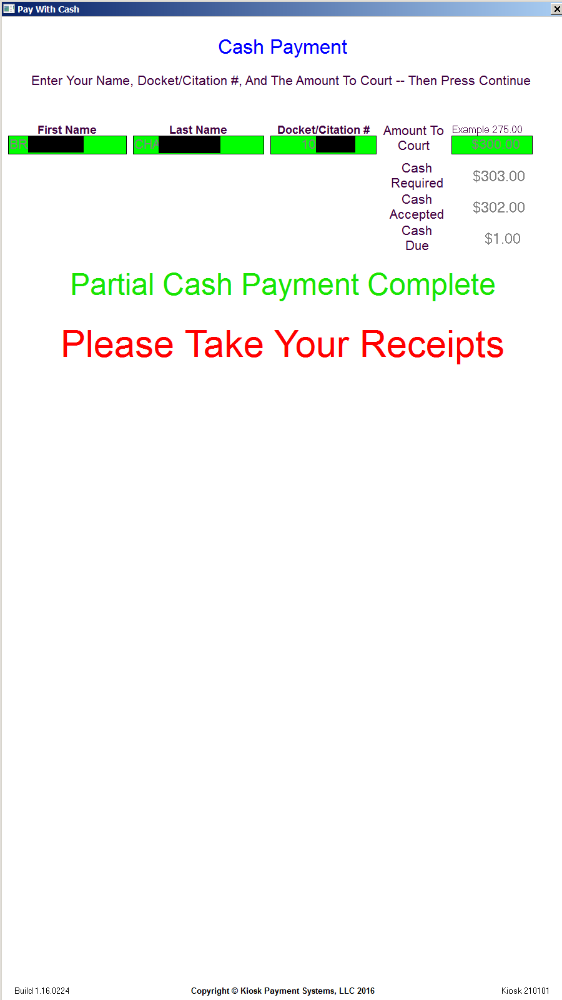 Pay With Cash
Cash Payment
Enter Your Name, Docket/Citation #, And The Amount To Court -- Then Press Continue
First Name
Last Name
Docket/Citation #
Amount To
Court
Example 275.00
BR
CHA
10
$300.00
Cash
Required
$303.00
Cash
Accepted
$302.00
Cash
Due
$1.00
Partial Cash Payment Complete
Please Take Your Receipts
Build 1.16.0224
Copyright © Kiosk Payment Systems, LLC 2016
Kiosk 210101